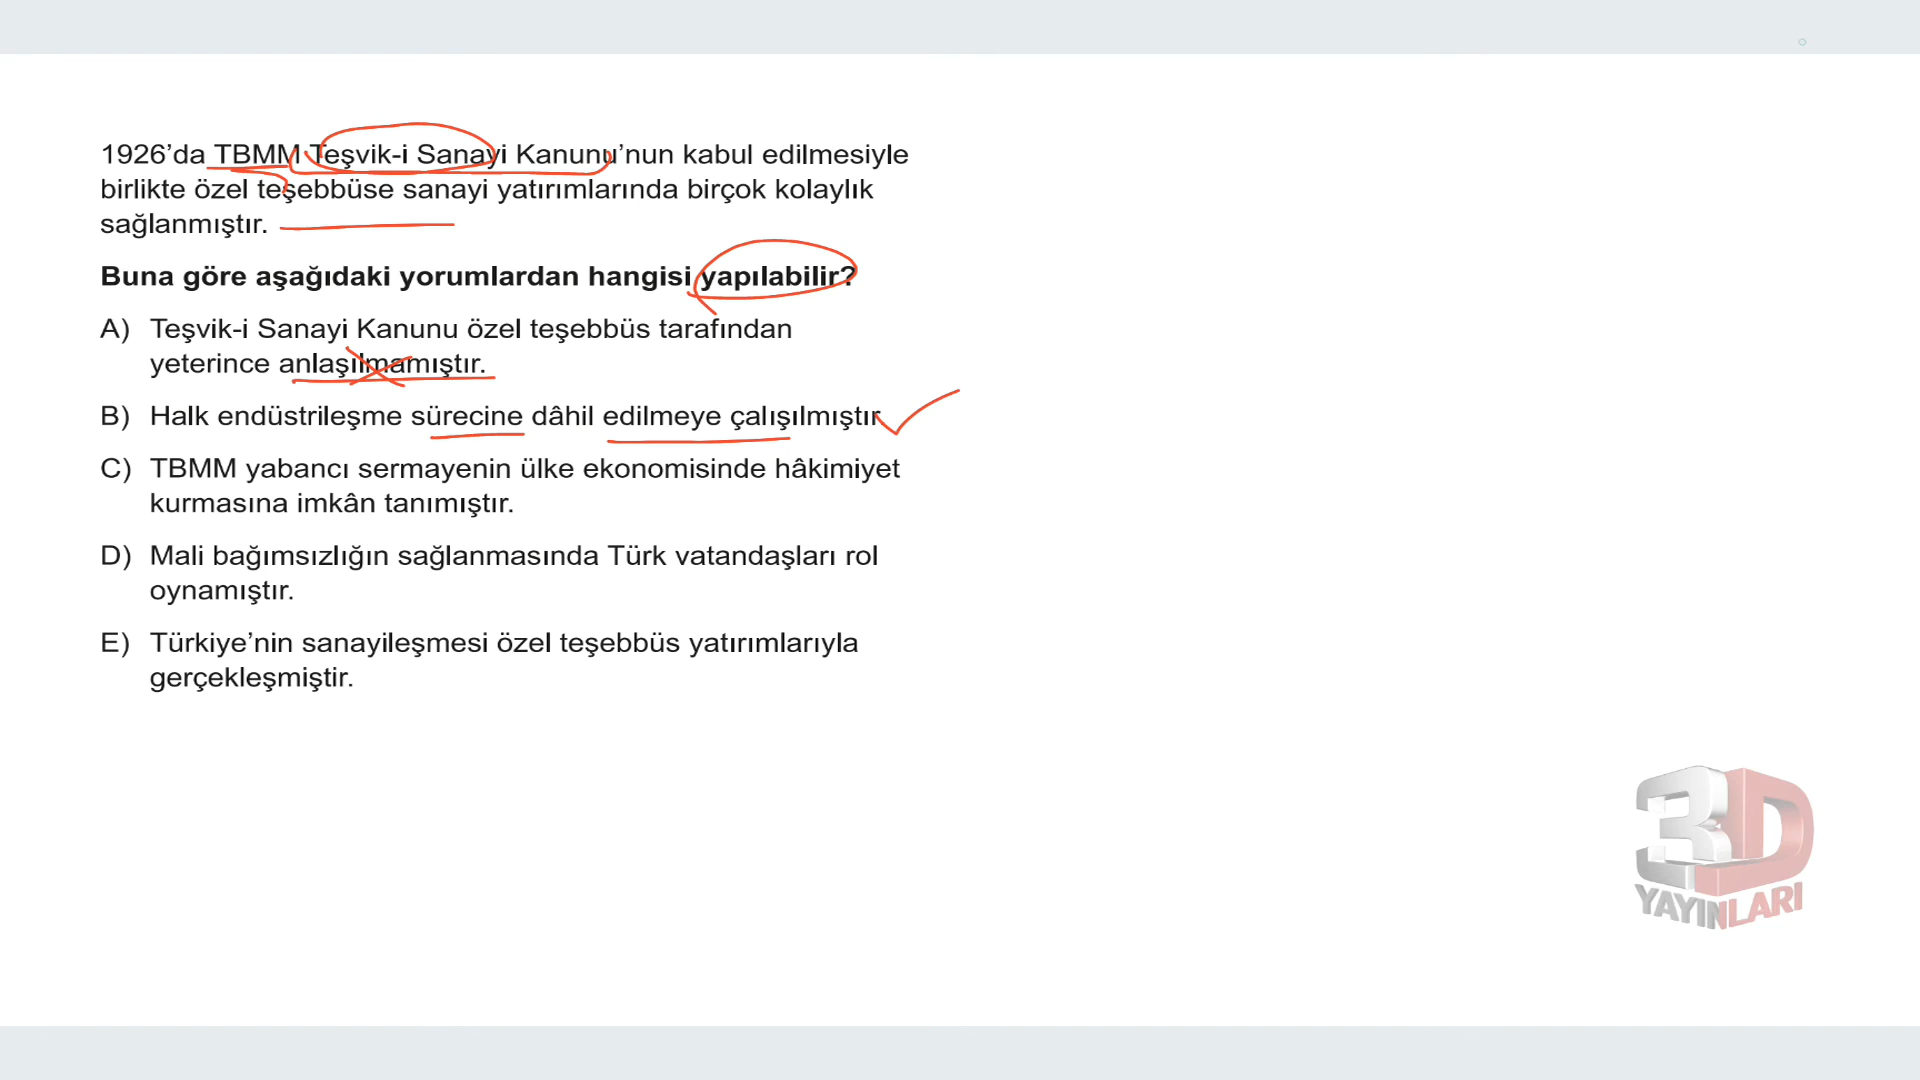 1926'da TBMM Teşvik-i Sanayi Kanunu'nun kabul edilmesiyle
birlikte özel teşebbüse sanayi yatırımlarında birçok kolaylık
sağlanmıştır.
Buna göre aşağıdaki yorumlardan hangisi yapılabilir?
A) Teşvik-i Sanayi Kanunu özel teşebbüs tarafından
yeterince anlaşılmamıştır.
B) Halk endüstrileşme sürecine dâhil edilmeye çalışılmıştır
C) TBMM yabancı sermayenin ülke ekonomisinde hâkimiyet
kurmasına imkân tanımıştır.
D) Mali bağımsızlığın sağlanmasında Türk vatandaşları rol
oynamıştır.
E) Türkiye'nin sanayileşmesi özel teşebbüs yatırımlarıyla
gerçekleşmiştir.
3D
YAYINLARI